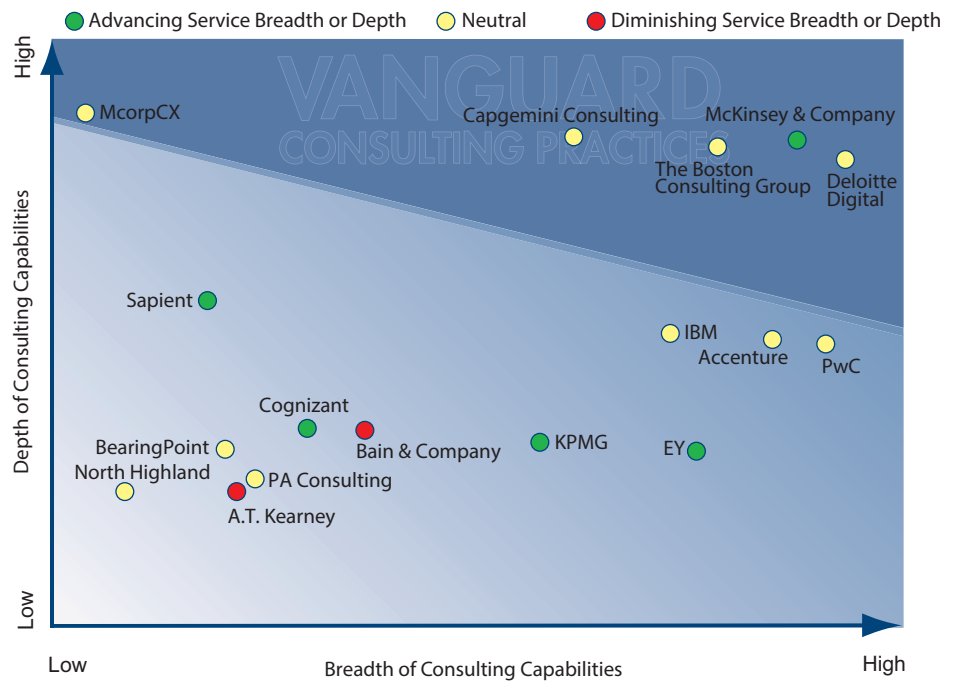 Advancing Service Breadth or Depth
Neutral
Diminishing Service Breadth or Depth
High
VANGUARD
CONSULTING PRACTICES
McorpCX
Capgemini Consulting
McKinsey & Company
The Boston
Consulting Group
Deloitte
Digital
Depth of Consulting Capabilities
Sapient
IBM
Accenture
PwC
Cognizant
Bain & Company
KPMG
EY
BearingPoint
North Highland
PA Consulting
A.T. Kearney
Low
Low
Breadth of Consulting Capabilities
High